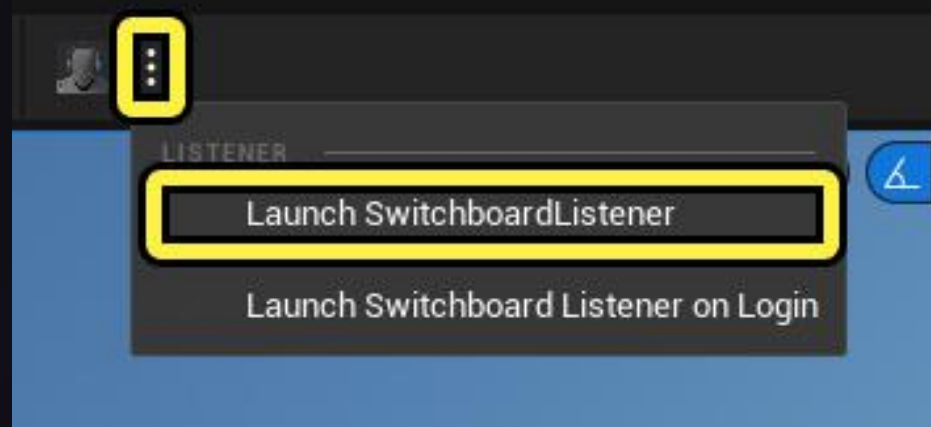 LISTENER
Launch SwitchboardListener
Launch Switchboard Listener on Login